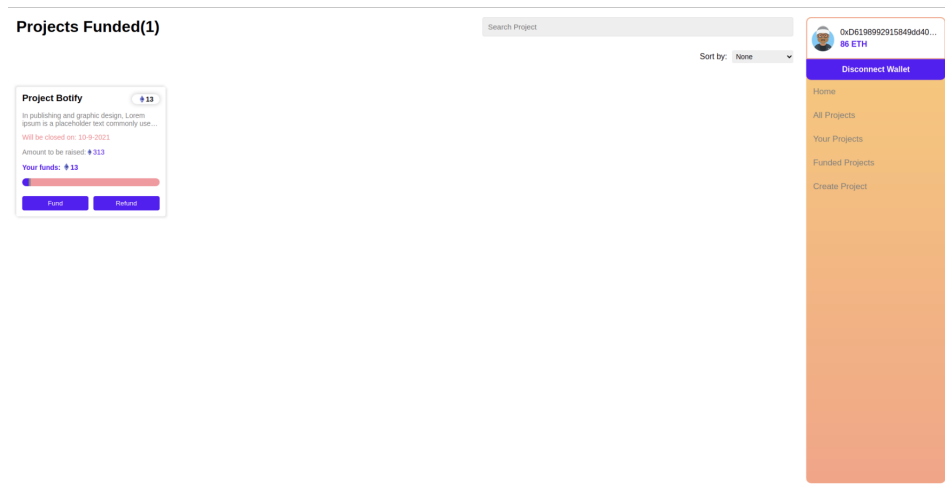 Projects Funded(1)
Search Project
Sort by: None
Project Botify 13
In publishing and graphic design, Lorem
ipsum is a placeholder text commonly use...
Will be closed on: 10-9-2021
Amount to be raised: 313
Your funds: 13
Fund Refund
0xD6198992915849dd40...
86 ETH
Disconnect Wallet
Home
All Projects
Your Projects
Funded Projects
Create Project